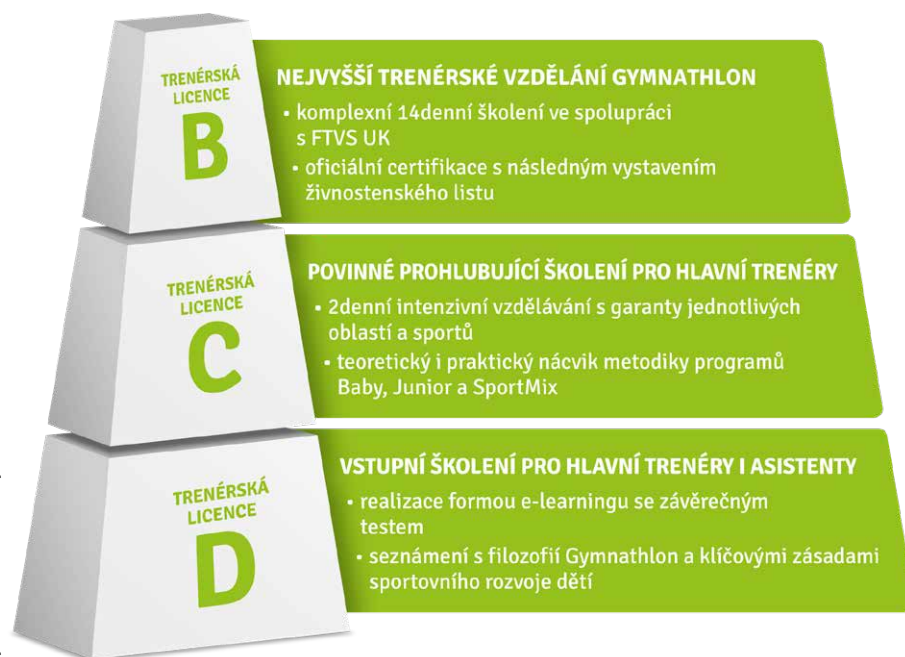 TRENÉRSKÁ
LICENCE
B
NEJVYŠŠÍ TRENÉRSKÉ VZDĚLÁNÍ GYMNATHLON
• komplexní 14denní školení ve spolupráci
s FTVS UK
• oficiální certifikace s následným vystavením
živnostenského listu
TRENÉRSKÁ
LICENCE
C
POVINNÉ PROHLUBUJÍCÍ ŠKOLENÍ PRO HLAVNÍ TRENÉRY
• 2denní intenzivní vzdělávání s garanty jednotlivých
oblastí a sportů
• teoretický i praktický nácvik metodiky programů
Baby, Junior a SportMix
TRENÉRSKÁ
LICENCE
D
VSTUPNÍ ŠKOLENÍ PRO HLAVNÍ TRENÉRY I ASISTENTY
• realizace formou e-learningu se závěrečným
testem
• seznámení s filozofií Gymnathlon a klíčovými zásadami
sportovního rozvoje dětí